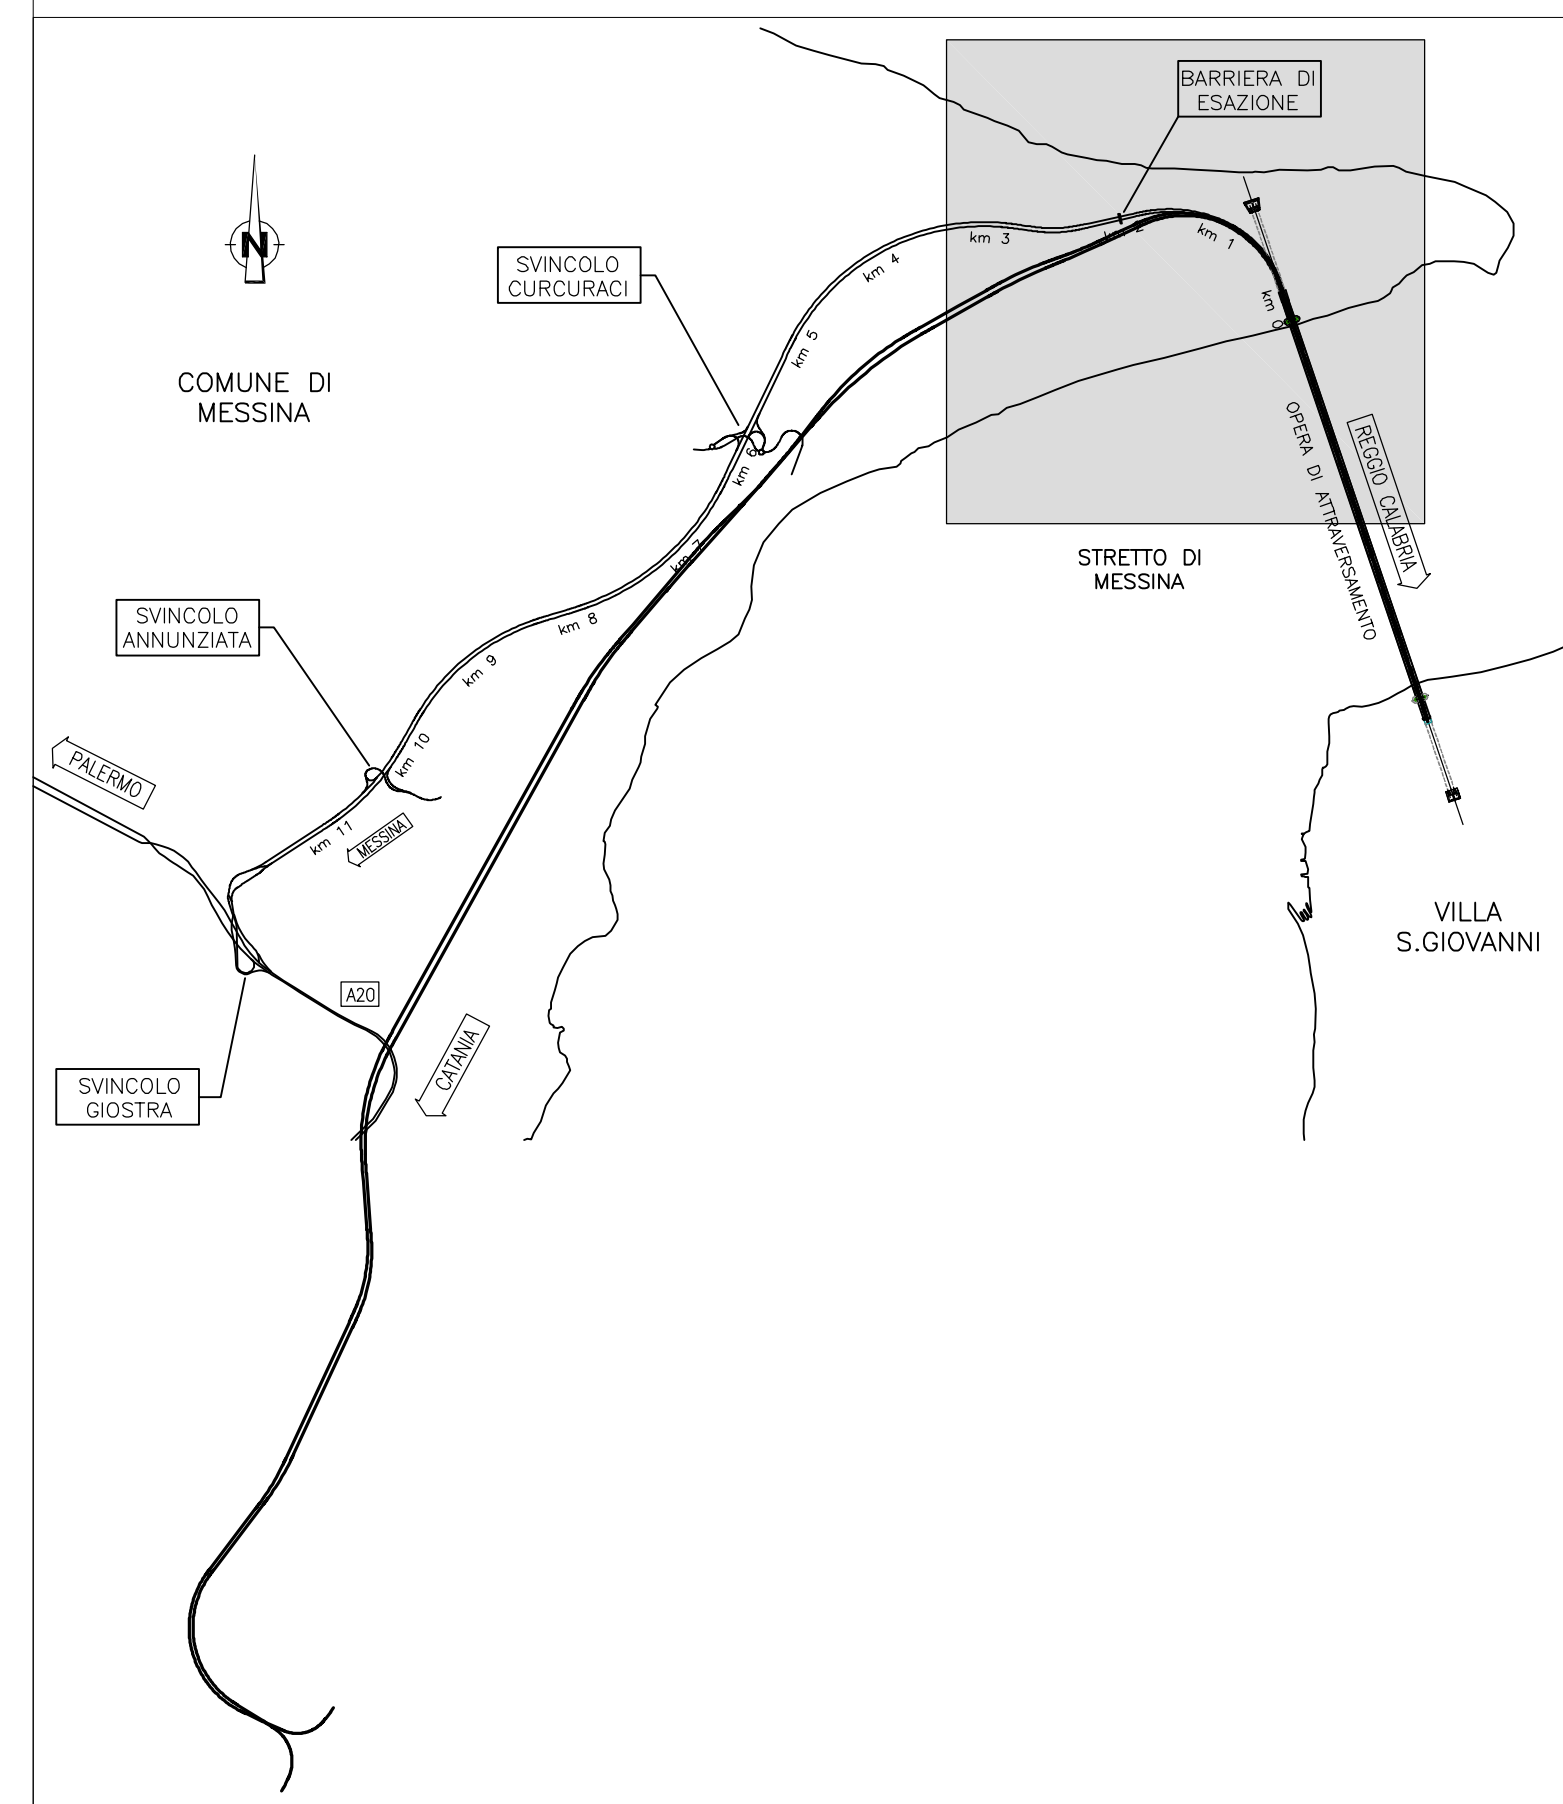 BARRIERA DI
ESAZIONE
N
SVINCOLO
CURCURACI
km 3
km 2
km 1
km 4
km 0
km 5
COMUNE DI
MESSINA
OPERA DI ATTRAVERSAMENTO
REGGIO CALABRIA
km 6
km 7
STRETTO DI
MESSINA
SVINCOLO
ANNUNZIATA
km 8
km 9
PALERMO
km 10
km 11
MESSINA
VILLA
S.GIOVANNI
A20
CATANIA
SVINCOLO
GIOSTRA